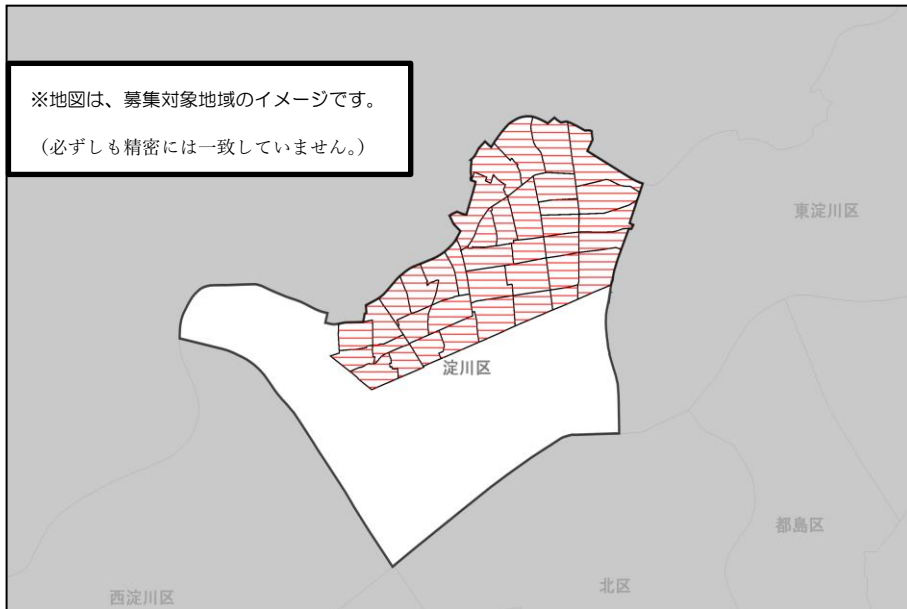 ※地図は、募集対象地域のイメージです。
（必ずしも精密には一致していません。）
東淀川区
淀川区
都島区
北区
西淀川区